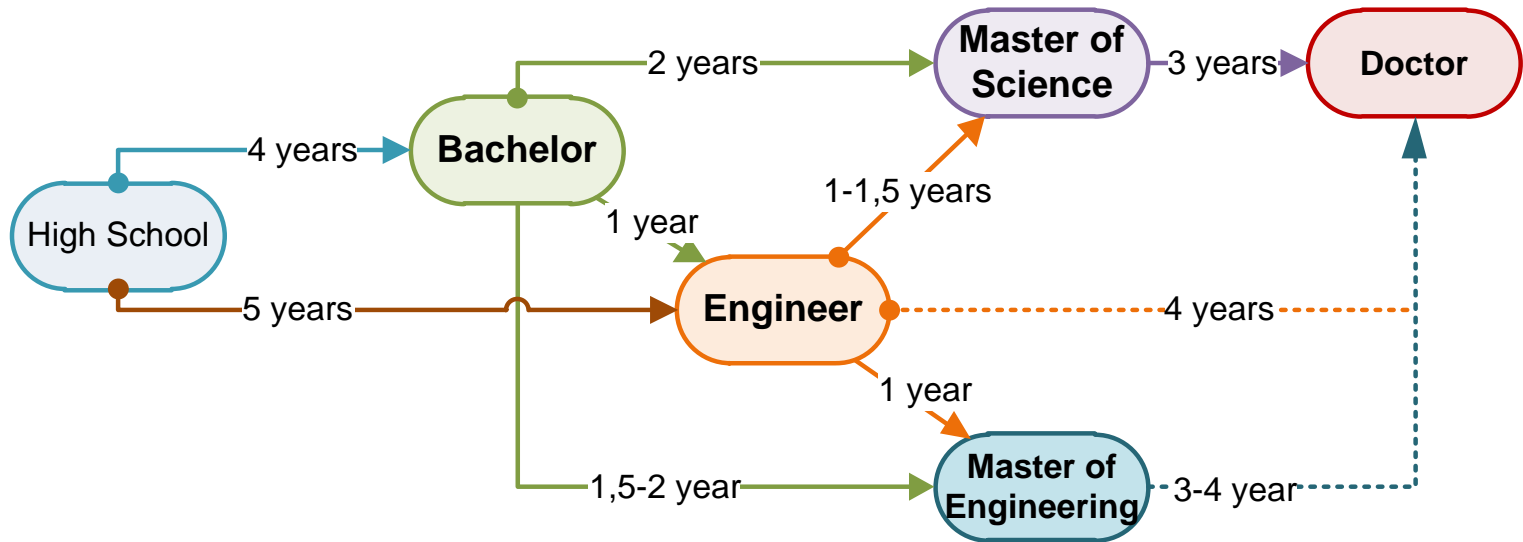 Master of
Science
2 years
3 years
Doctor
4 years
Bachelor
1-1,5 years
1 year
High School
5 years
Engineer
4 years
1 year
Master of
Engineering
1,5-2 year
3-4 year